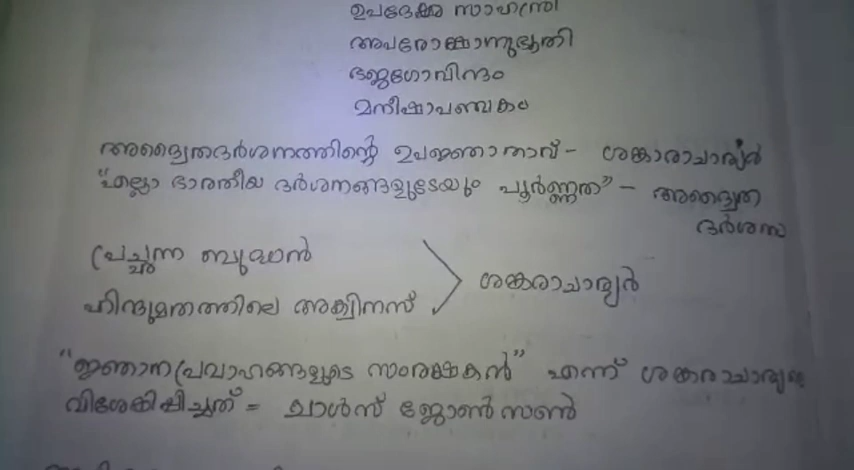 ഉപദേശ സാഹസ്രി
അപരോക്ഷാനുഭൂതി
ഭജഗോവിന്ദം
മനീഷാപഞ്ചകം
അദ്വൈതദർശനത്തിന്റെ ഉപജ്ഞാതാവ് - ശങ്കാരാചാര്യർ
"എല്ലാ ഭാരതീയ ദർശനങ്ങളുടേയും പൂർണ്ണത" - അദ്വൈത
ദർശനം
പ്രച്ഛന്ന ബുദ്ധൻ
ഹിന്ദുമതത്തിലെ അക്വിനസ്
ശങ്കരാചാര്യർ
"ജ്ഞാനപ്രവാഹങ്ങളുടെ സംരക്ഷകൻ" എന്ന് ശങ്കരാചാര്യരെ
വിശേഷിപ്പിച്ചത് = ചാൾസ് ജോൺസൺ